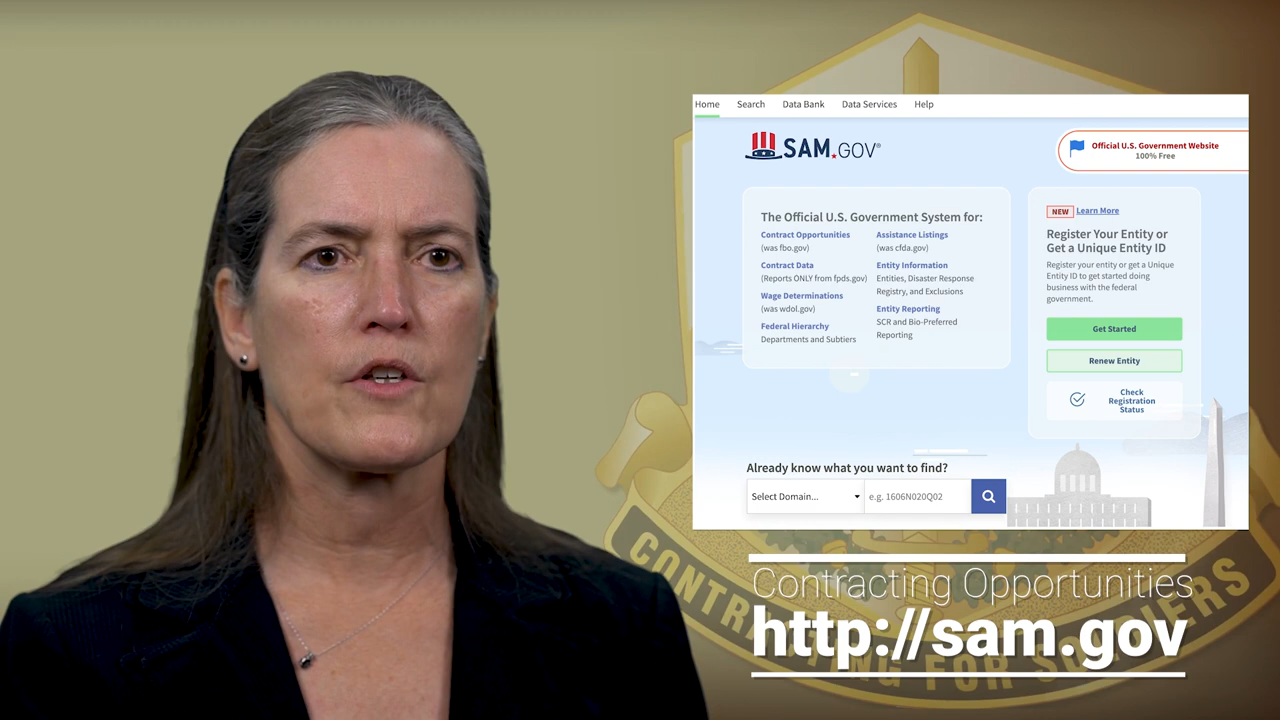 Home Search Data Bank Data Services Help
SAM.GOV®
Official U.S. Government Website
100% Free
The Official U.S. Government System for:
Contract Opportunities
(was fbo.gov)
Contract Data
(Reports ONLY from fpds.gov)
Wage Determinations
(was wdol.gov)
Federal Hierarchy
Departments and Subtiers
Assistance Listings
(was cfda.gov)
Entity Information
Entities, Disaster Response
Registry, and Exclusions
Entity Reporting
SCR and Bio-Preferred
Reporting
NEW Learn More
Register Your Entity or
Get a Unique Entity ID
Register your entity or get a Unique
Entity ID to get started doing
business with the federal
government.
Get Started
Renew Entity
Check
Registration
Status
Already know what you want to find?
Select Domain... e.g. 1606N020Q02
Contracting Opportunities
http://sam.gov
FOR